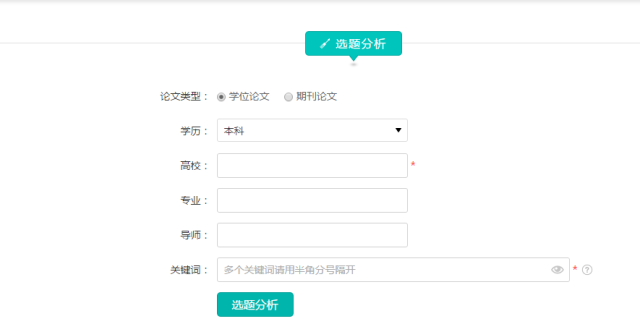 选题分析
论文类型： 学位论文 期刊论文
学历： 本科
高校： *
专业：
导师：
关键词： 多个关键词请用半角分号隔开 * ?
选题分析